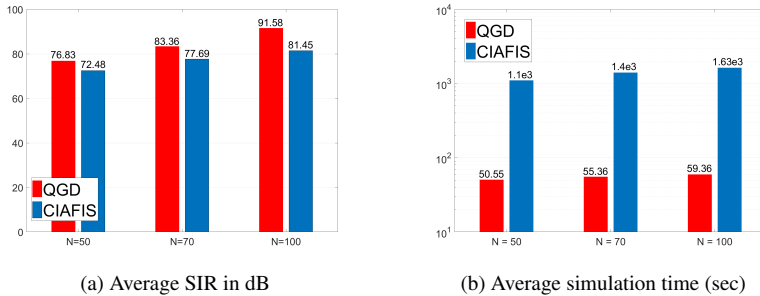 100
80
60
40
20
0
76.83
72.48
83.36
77.69
91.58
81.45
QGD
CIAFIS
N=50
N=70
N=100
(a) Average SIR in dB
10^4
10^3
10^2
10^1
QGD
CIAFIS
50.55
1.1e3
55.36
1.4e3
59.36
1.63e3
N = 50
N = 70
N = 100
(b) Average simulation time (sec)